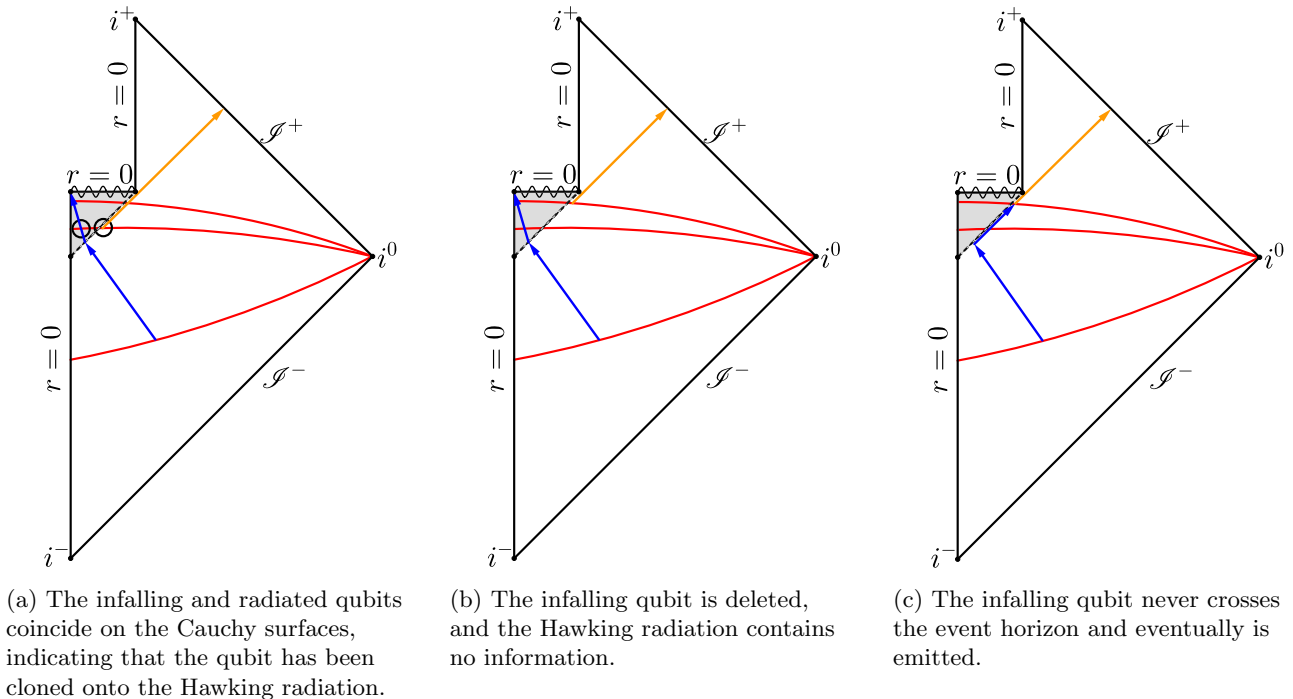 i⁺
r = 0
𝓘⁺
r = 0
i⁰
r = 0
𝓘⁻
i⁻
(a) The infalling and radiated qubits
coincide on the Cauchy surfaces,
indicating that the qubit has been
cloned onto the Hawking radiation.
i⁺
r = 0
𝓘⁺
r = 0
i⁰
r = 0
𝓘⁻
i⁻
(b) The infalling qubit is deleted,
and the Hawking radiation contains
no information.
i⁺
r = 0
𝓘⁺
r = 0
i⁰
r = 0
𝓘⁻
i⁻
(c) The infalling qubit never crosses
the event horizon and eventually is
emitted.